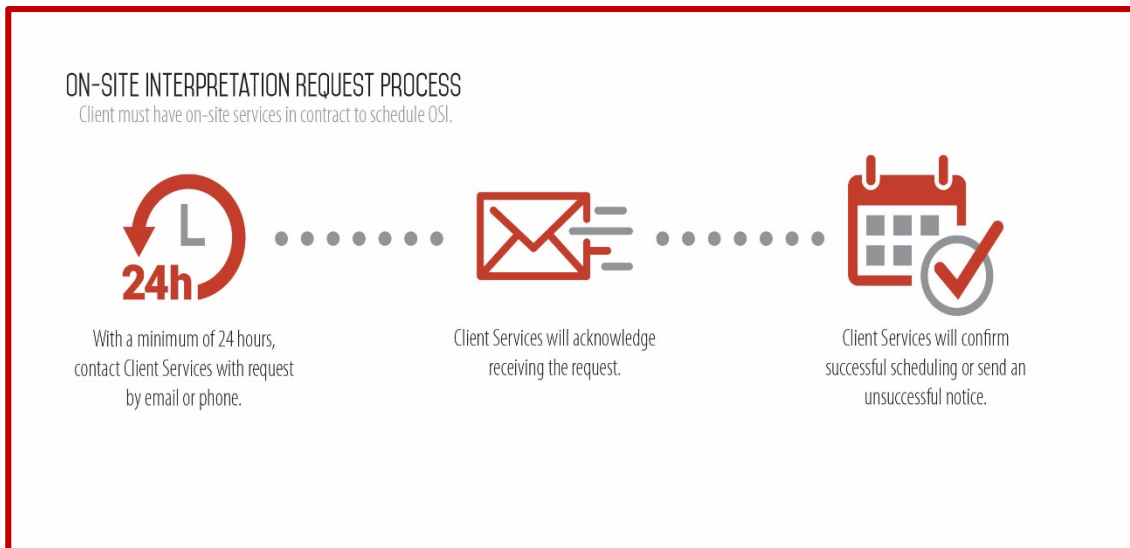 ON-SITE INTERPRETATION REQUEST PROCESS
Client must have on-site services in contract to schedule OSI.
24h
With a minimum of 24 hours,
contact Client Services with request
by email or phone.
Client Services will acknowledge
receiving the request.
Client Services will confirm
successful scheduling or send an
unsuccessful notice.